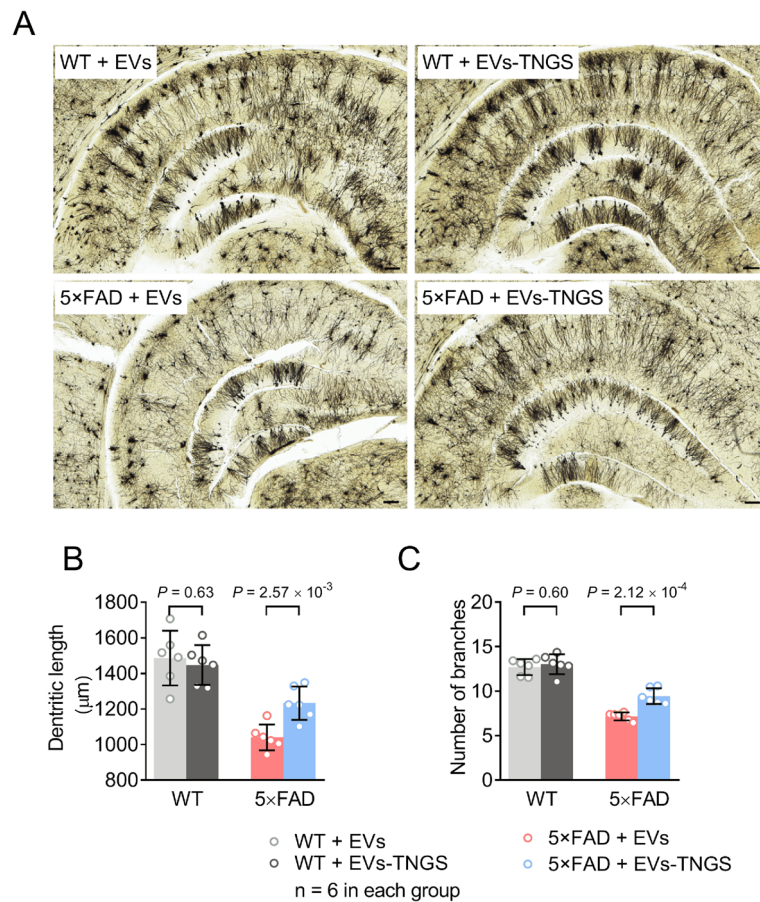 A
WT + EVs
WT + EVs-TNGS
5×FAD + EVs
5×FAD + EVs-TNGS
B
P = 0.63
P = 2.57 × 10-3
1800
1600
1400
1200
1000
800
Dentritic length
(μm)
WT
5×FAD
C
P = 0.60
P = 2.12 × 10-4
20
15
10
5
0
Number of branches
WT
5×FAD
WT + EVs
WT + EVs-TNGS
n = 6 in each group
5×FAD + EVs
5×FAD + EVs-TNGS